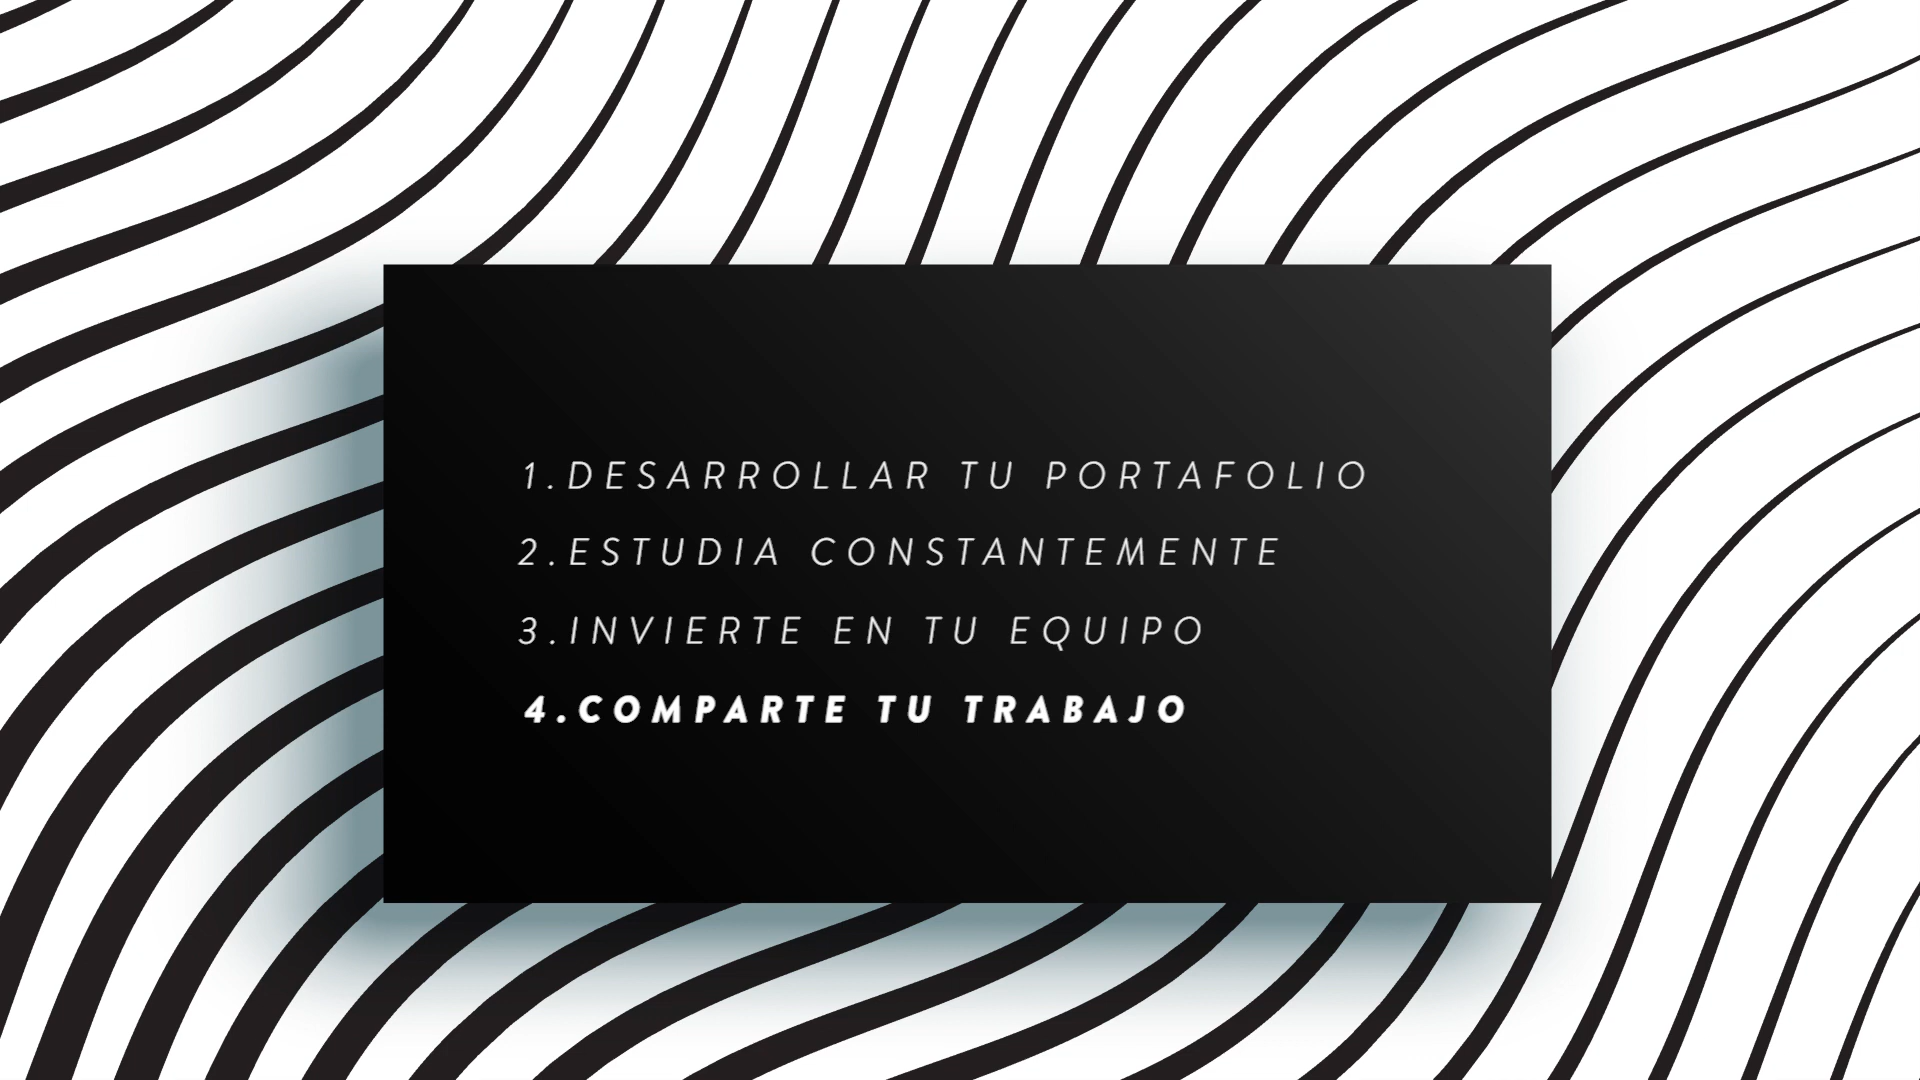 1.DESARROLLAR TU PORTAFOLIO
2.ESTUDIA CONSTANTEMENTE
3.INVIERTE EN TU EQUIPO
4.COMPARTE TU TRABAJO